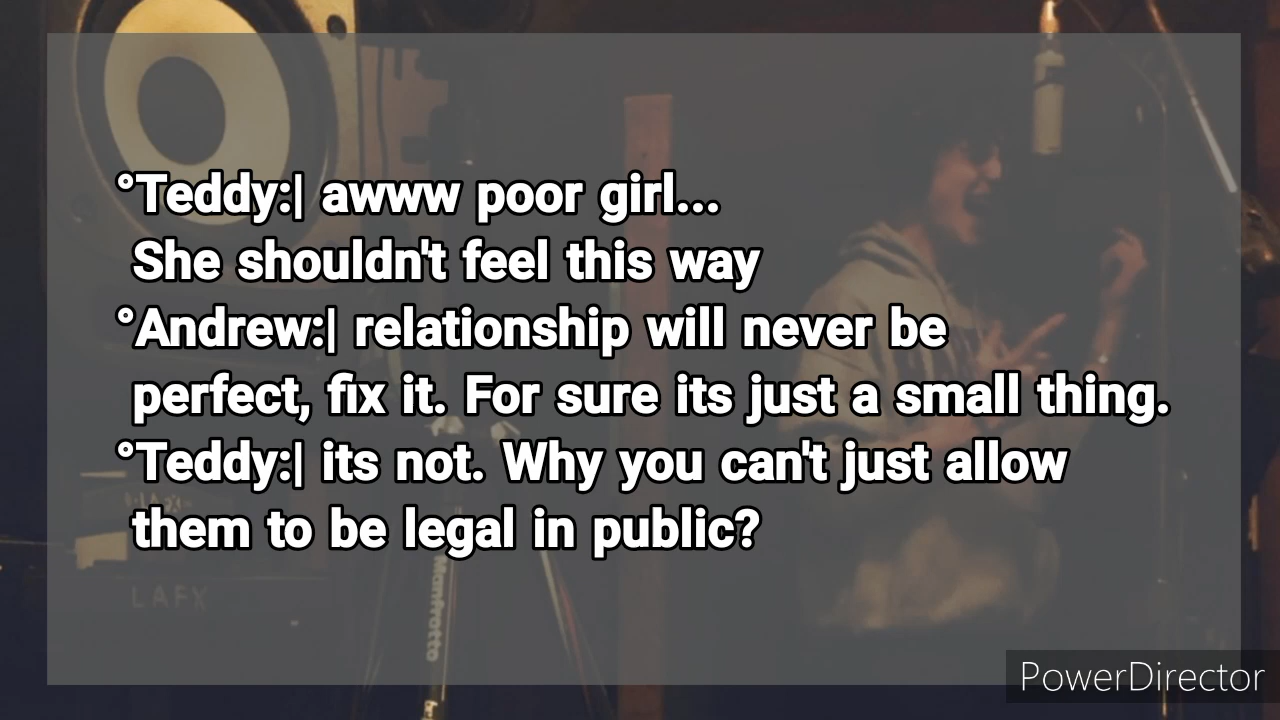 °Teddy:| awww poor girl...
She shouldn't feel this way
°Andrew:| relationship will never be
perfect, fix it. For sure its just a small thing.
°Teddy:| its not. Why you can't just allow
them to be legal in public?
LAFX
Manfrotto
PowerDirector